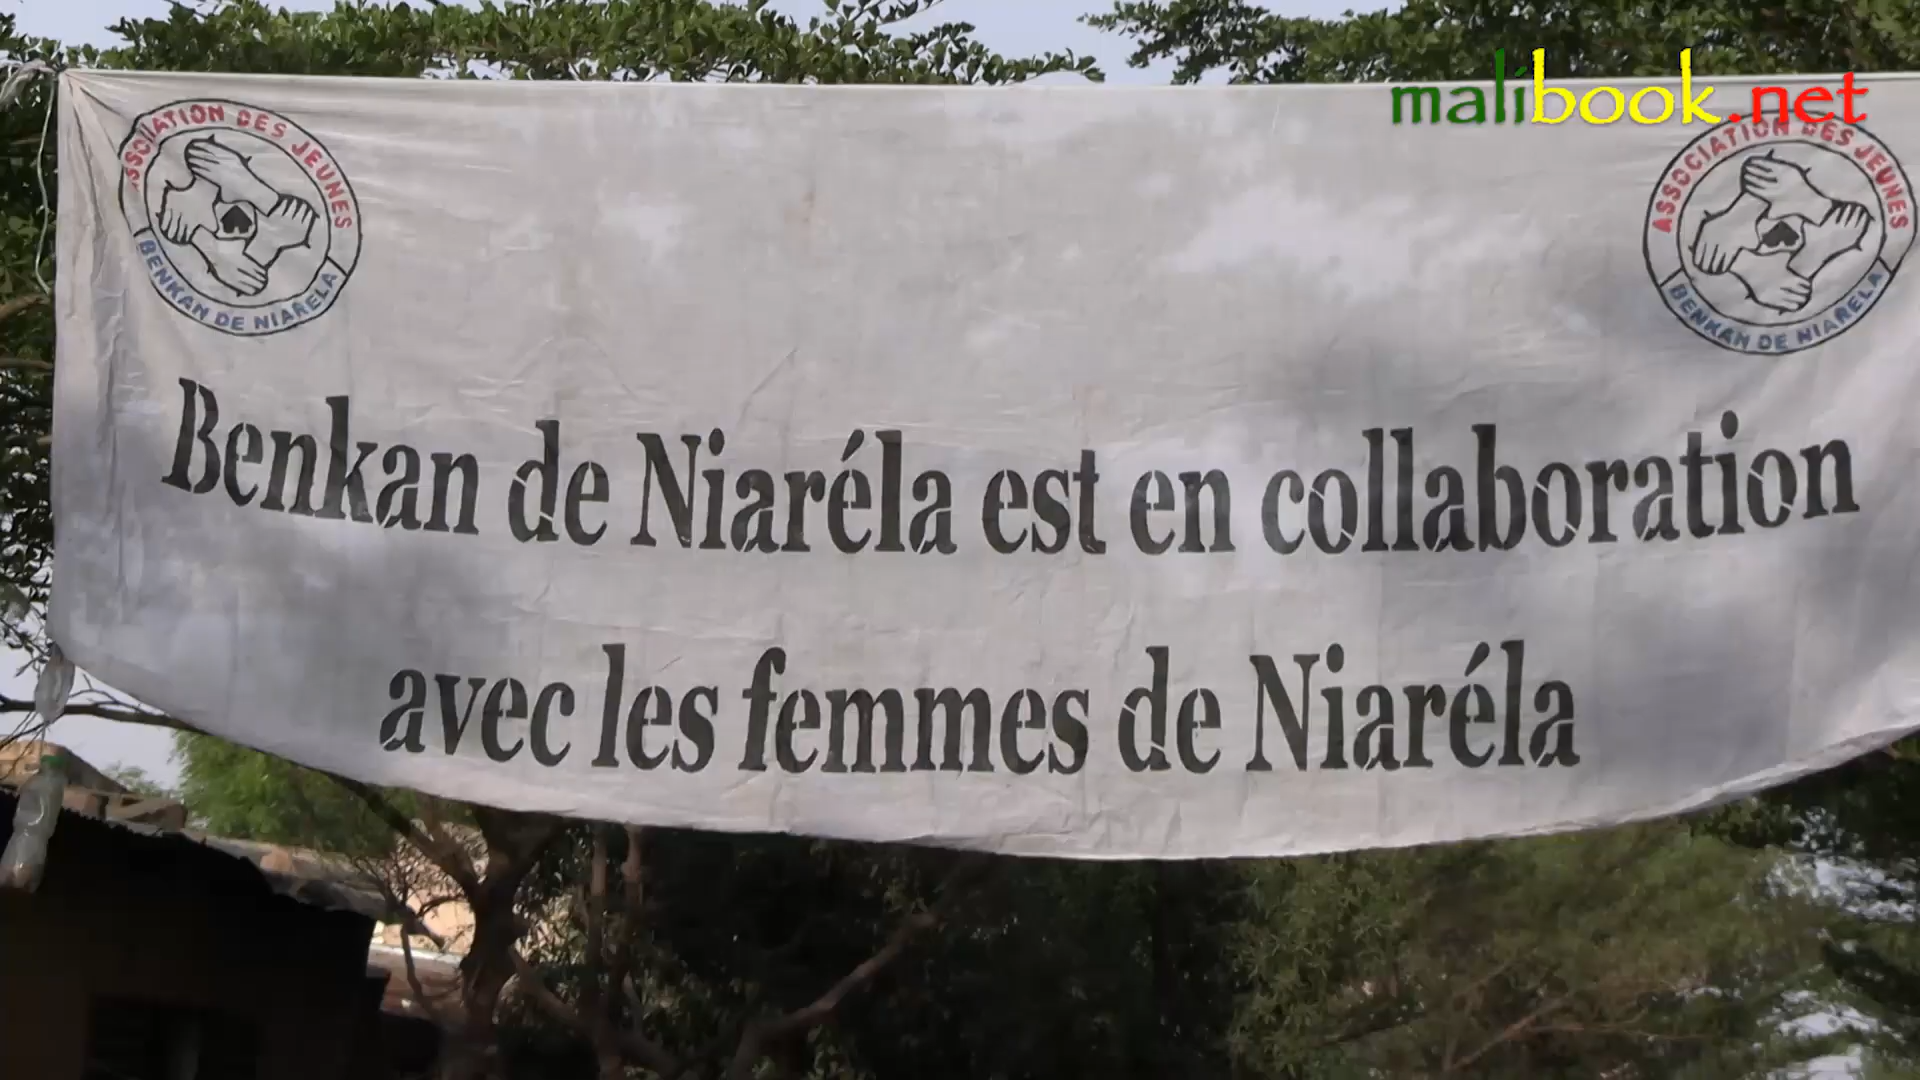 malibook.net
ASSOCIATION DES JEUNES
BENKAN DE NIARELA
ASSOCIATION DES JEUNES
BENKAN DE NIARELA
Benkan de Niaréla est en collaboration
avec les femmes de Niaréla